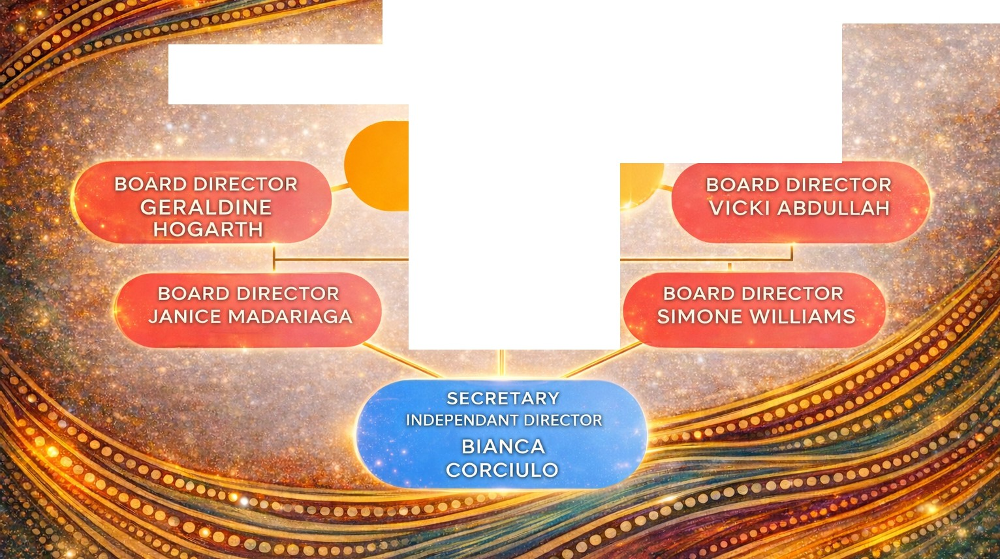 BOARD DIRECTOR
GERALDINE
HOGARTH
BOARD DIRECTOR
VICKI ABDULLAH
BOARD DIRECTOR
JANICE MADARIAGA
BOARD DIRECTOR
SIMONE WILLIAMS
SECRETARY
INDEPENDANT DIRECTOR
BIANCA
CORCIULO